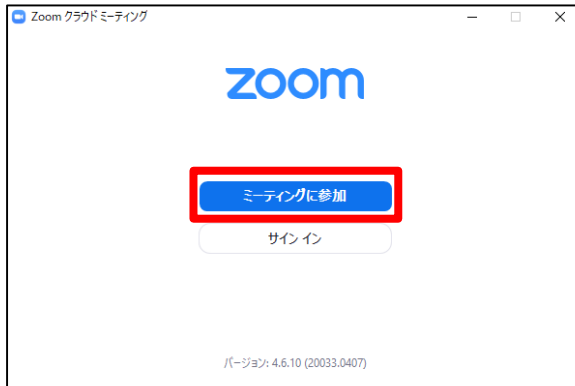 Zoom クラウド ミーティング
zoom
ミーティングに参加
サイン イン
バージョン: 4.6.10 (20033.0407)